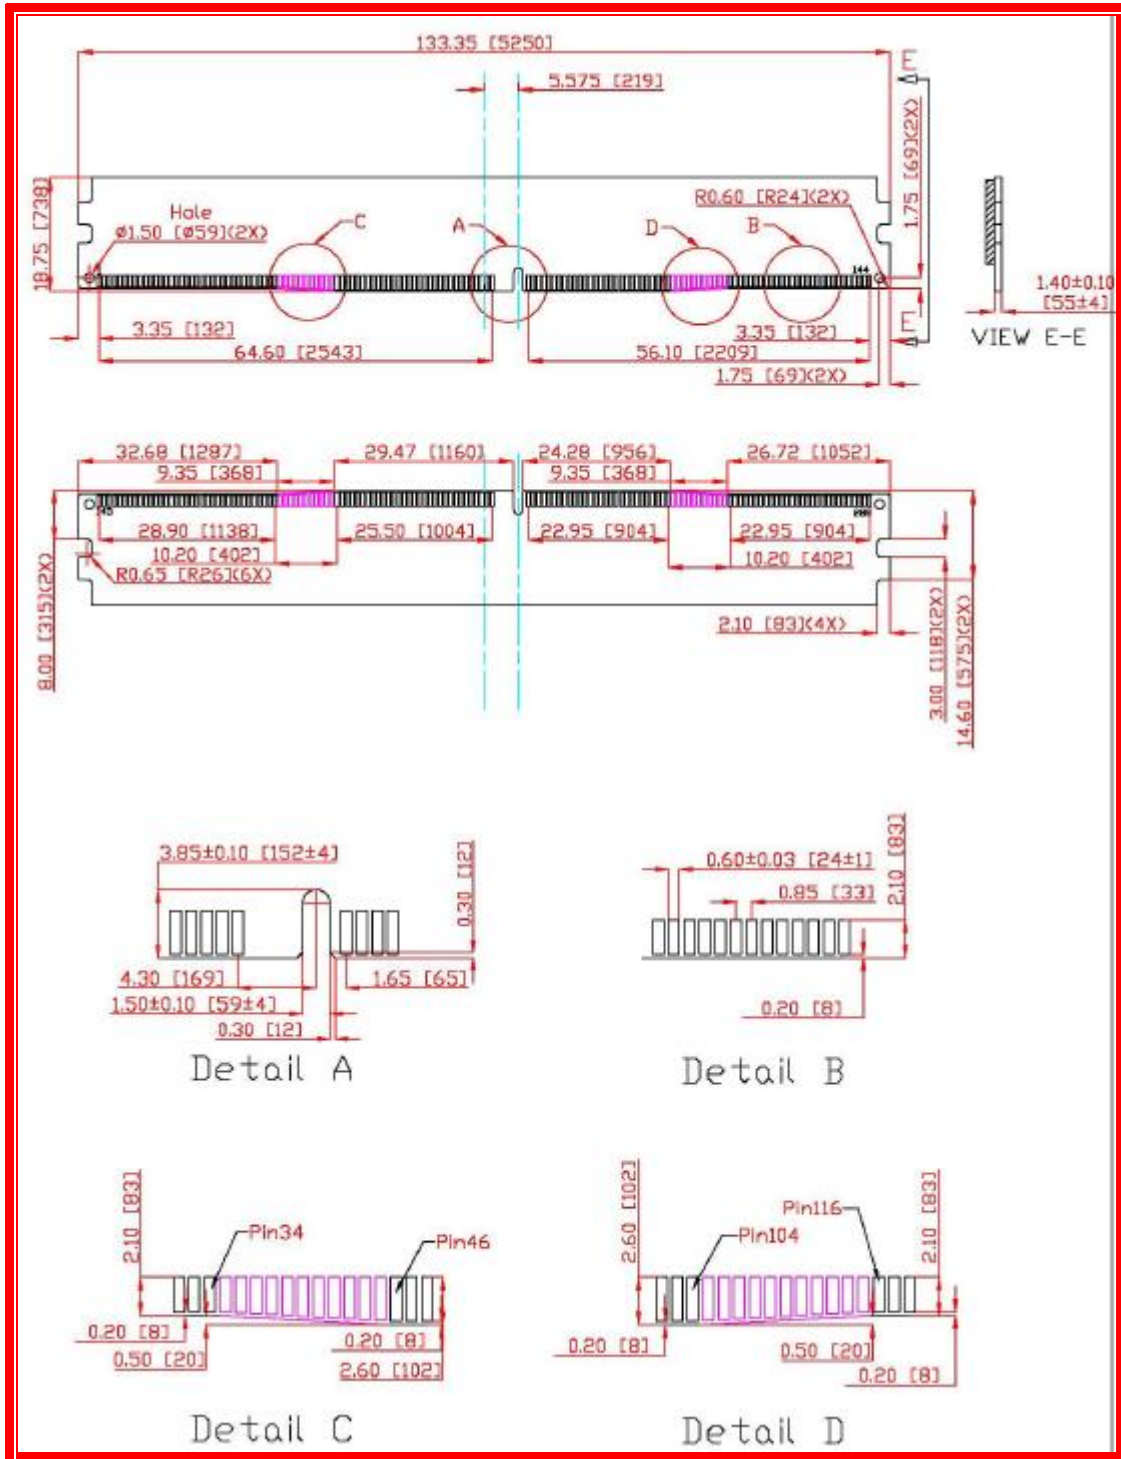 133.35 [5250]
E
5.575 [219]
1.75 [69](2X)
18.75 [738]
Hole
Ø1.50 [Ø59](2X)
C
A
D
B
R0.60 [R24](2X)
144
1.40±0.10
[55±4]
3.35 [132]
3.35 [132]
E
VIEW E-E
64.60 [2543]
56.10 [2209]
1.75 [69](2X)
32.68 [1287]
29.47 [1160]
24.28 [956]
26.72 [1052]
9.35 [368]
9.35 [368]
28.90 [1138]
25.50 [1004]
22.95 [904]
22.95 [904]
10.20 [402]
10.20 [402]
R0.65 [R26](6X)
8.00 [315](2X)
2.10 [83](4X)
3.00 [118](2X)
14.60 [575](2X)
3.85±0.10 [152±4]
0.30 [12]
0.60±0.03 [24±1]
2.10 [83]
0.85 [33]
4.30 [169]
1.65 [65]
1.50±0.10 [59±4]
0.30 [12]
0.20 [8]
Detail A
Detail B
2.10 [83]
Pin34
Pin46
2.60 [102]
Pin116
Pin104
2.10 [83]
0.20 [8]
0.50 [20]
0.20 [8]
2.60 [102]
0.20 [8]
0.50 [20]
0.20 [8]
Detail C
Detail D